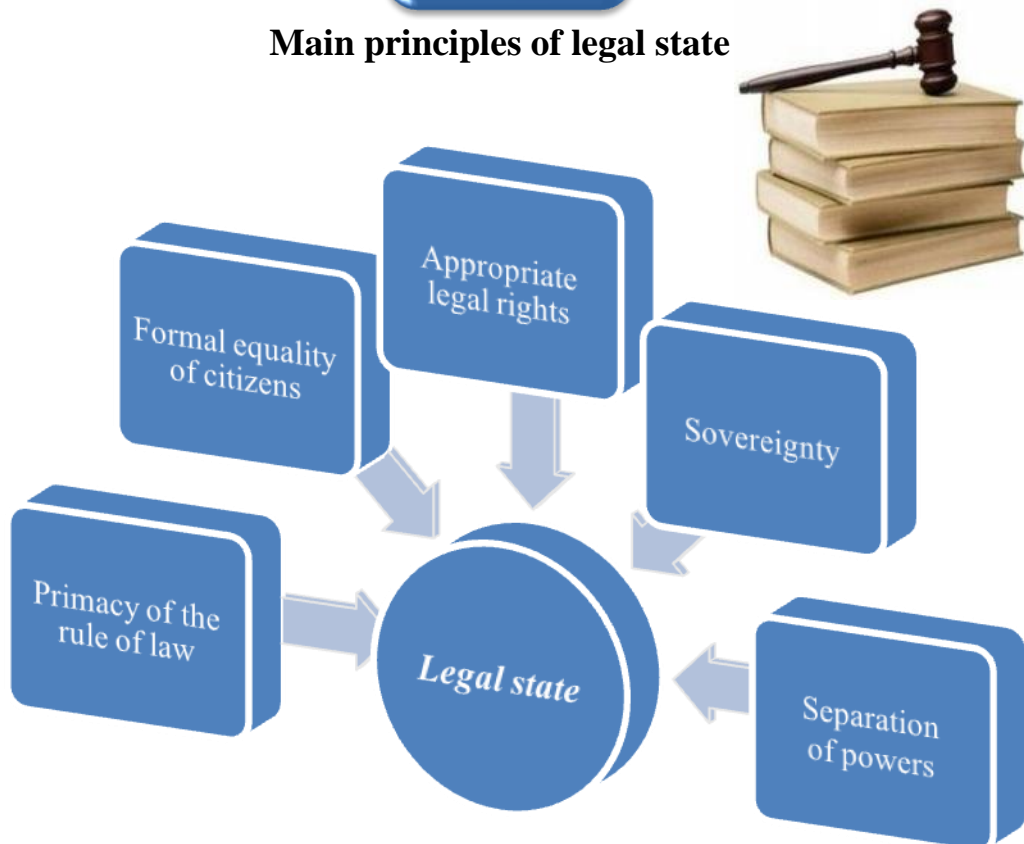 Main principles of legal state
Appropriate
legal rights
Formal equality
of citizens
Sovereignty
Primacy of the
rule of law
Legal state
Separation
of powers